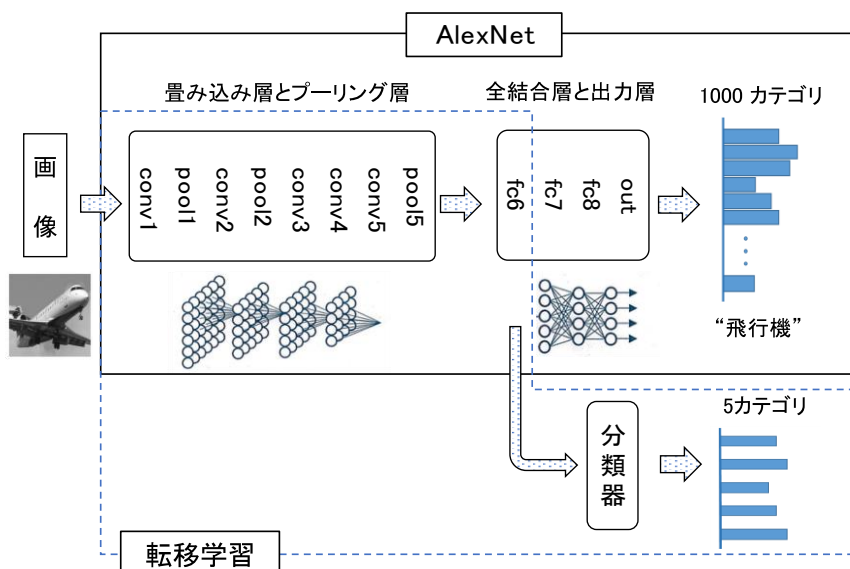 AlexNet
畳み込み層とプーリング層
全結合層と出力層
1000 カテゴリ
画像
conv1
pool1
conv2
pool2
conv3
conv4
conv5
pool5
fc6
fc7
fc8
out
“飛行機”
5カテゴリ
分類器
転移学習